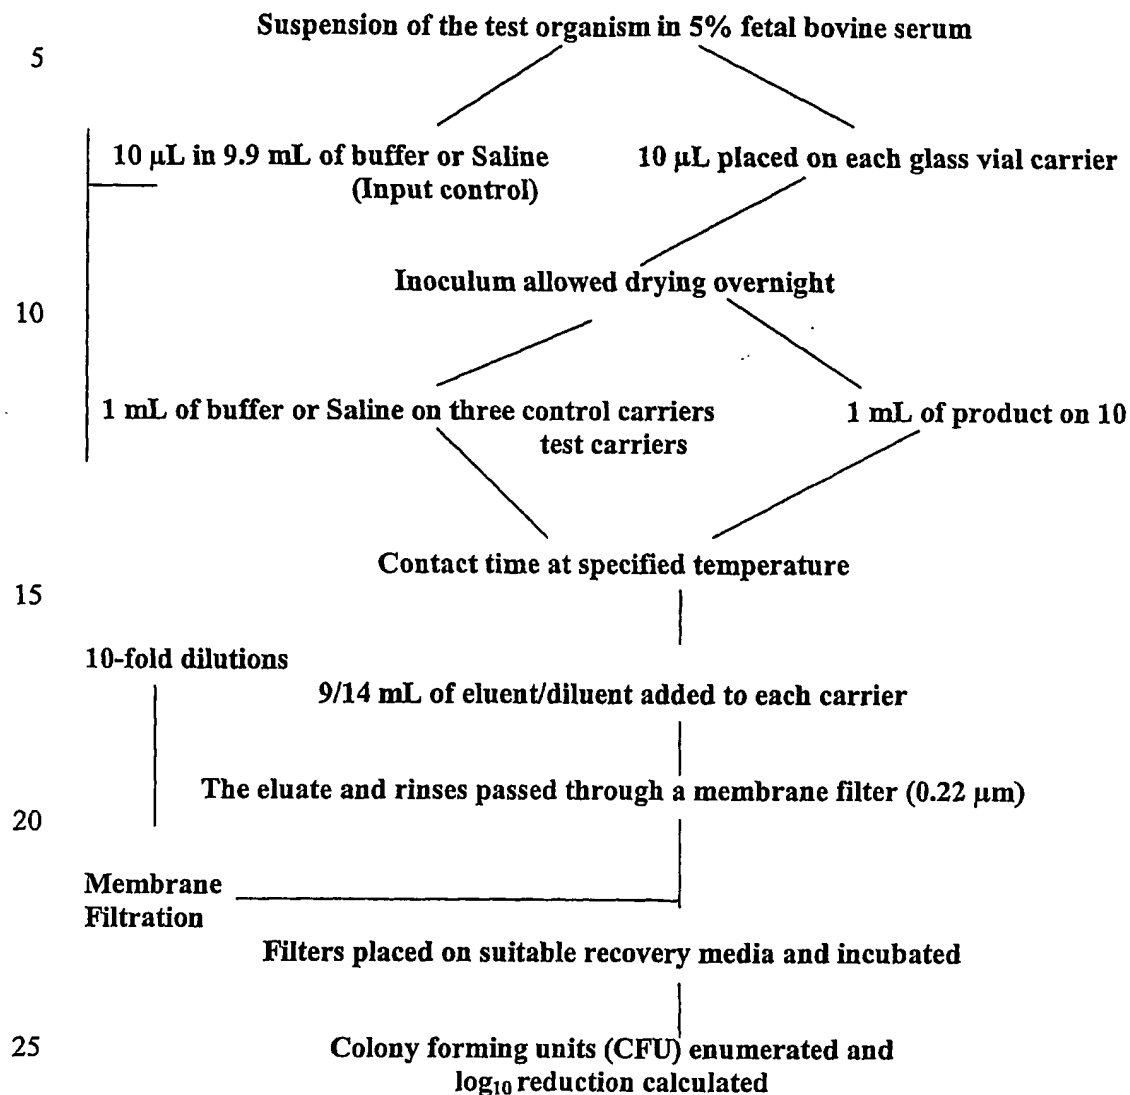 Suspension of the test organism in 5% fetal bovine serum
5
10 μL in 9.9 mL of buffer or Saline
(Input control)
10 μL placed on each glass vial carrier
Inoculum allowed drying overnight
10
1 mL of buffer or Saline on three control carriers
1 mL of product on 10
test carriers
Contact time at specified temperature
15
10-fold dilutions
9/14 mL of eluent/diluent added to each carrier
The eluate and rinses passed through a membrane filter (0.22 μm)
20
Membrane
Filtration
Filters placed on suitable recovery media and incubated
25
Colony forming units (CFU) enumerated and
log₁₀ reduction calculated